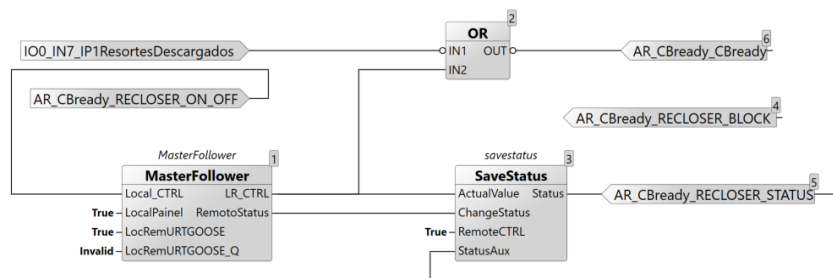 2
OR
6
IO0_IN7_IP1ResortesDescargados
IN1 OUT
AR_CBready_CBready
IN2
AR_CBready_RECLOSER_ON_OFF
4
AR_CBready_RECLOSER_BLOCK
MasterFollower
1
MasterFollower
Local_CTRL LR_CTRL
True LocalPainel RemotoStatus
True LocRemURTGOOSE
Invalid LocRemURTGOOSE_Q
savestatus
3
SaveStatus
ActualValue Status
ChangeStatus
True RemoteCTRL
StatusAux
5
AR_CBready_RECLOSER_STATUS